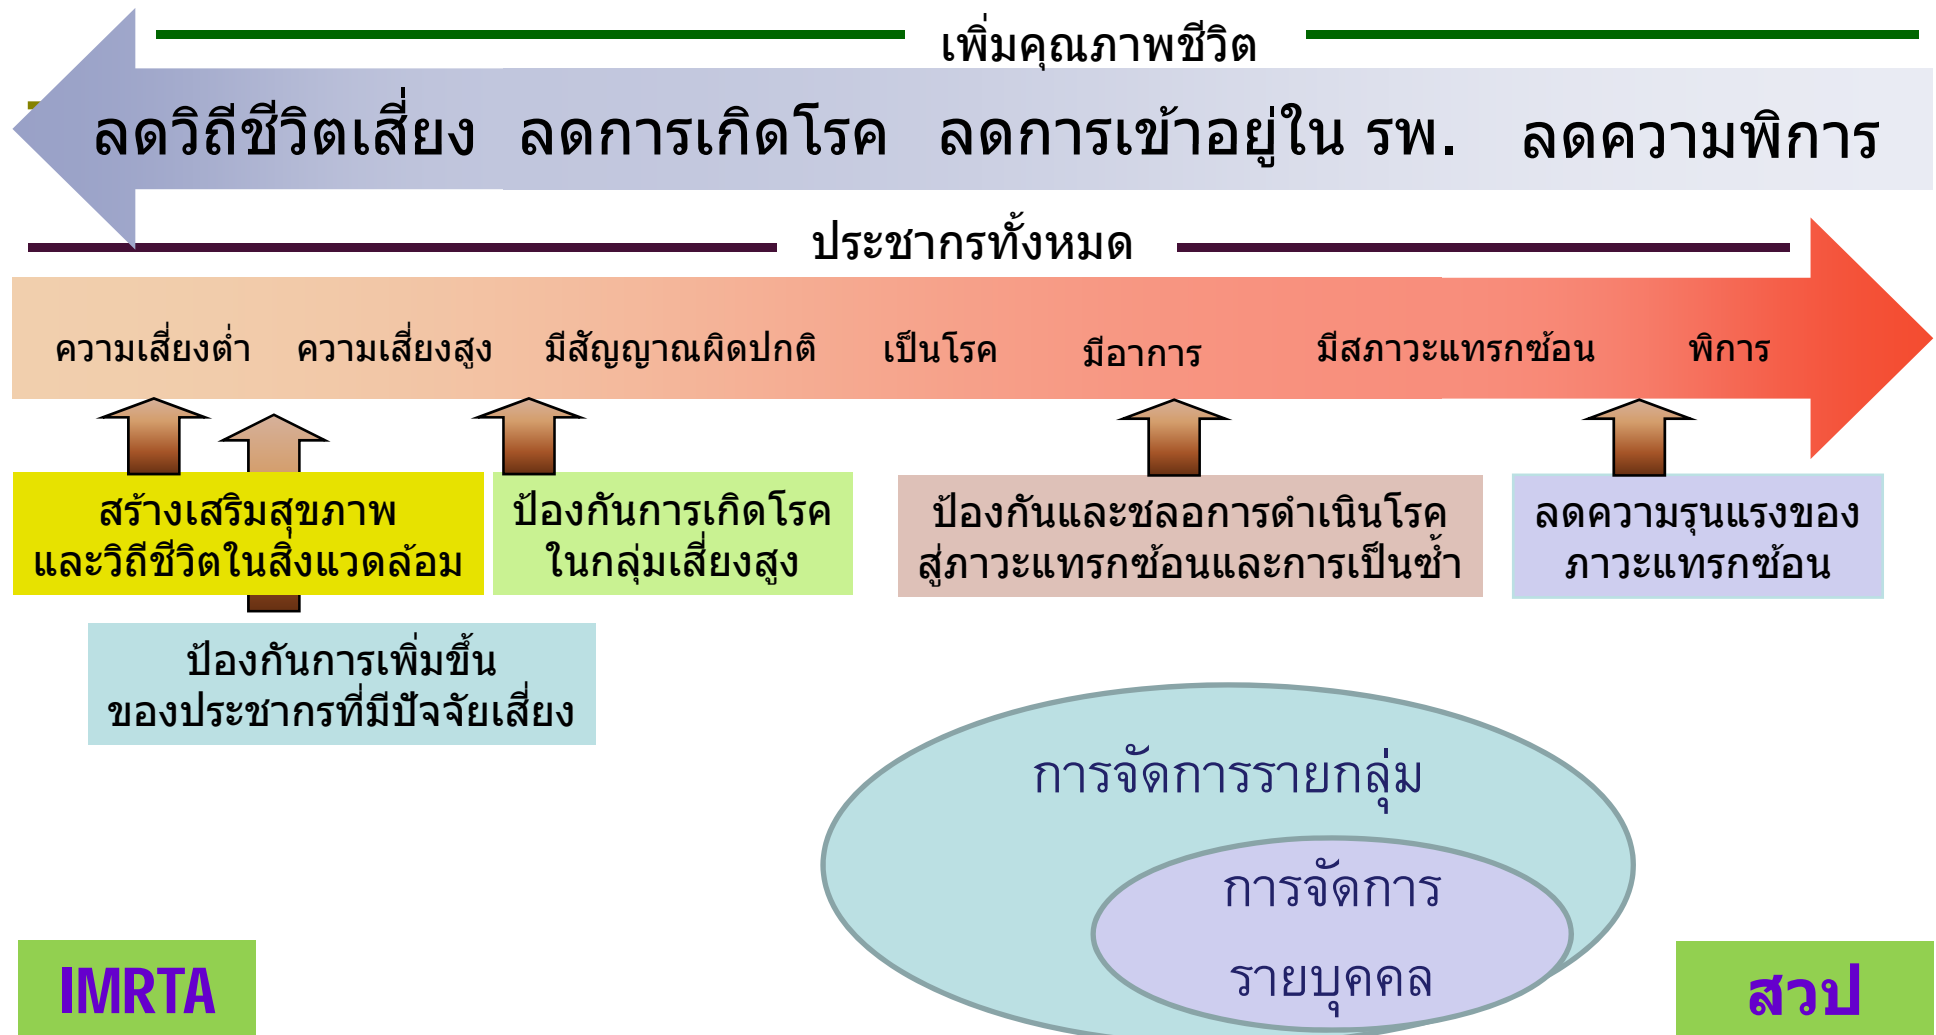 เพิ่มคุณภาพชีวิต
ลดวิถีชีวิตเสี่ยง ลดการเกิดโรค ลดการเข้าอยู่ใน รพ. ลดความพิการ
ประชากรทั้งหมด
ความเสี่ยงต่ำ ความเสี่ยงสูง มีสัญญาณผิดปกติ เป็นโรค มีอาการ มีสภาวะแทรกซ้อน พิการ
สร้างเสริมสุขภาพ
และวิถีชีวิตในสิ่งแวดล้อม
ป้องกันการเกิดโรค
ในกลุ่มเสี่ยงสูง
ป้องกันและชลอการดำเนินโรค
สู่ภาวะแทรกซ้อนและการเป็นซ้ำ
ลดความรุนแรงของ
ภาวะแทรกซ้อน
ป้องกันการเพิ่มขึ้น
ของประชากรที่มีปัจจัยเสี่ยง
การจัดการรายกลุ่ม
การจัดการ
รายบุคคล
IMRTA
สวป